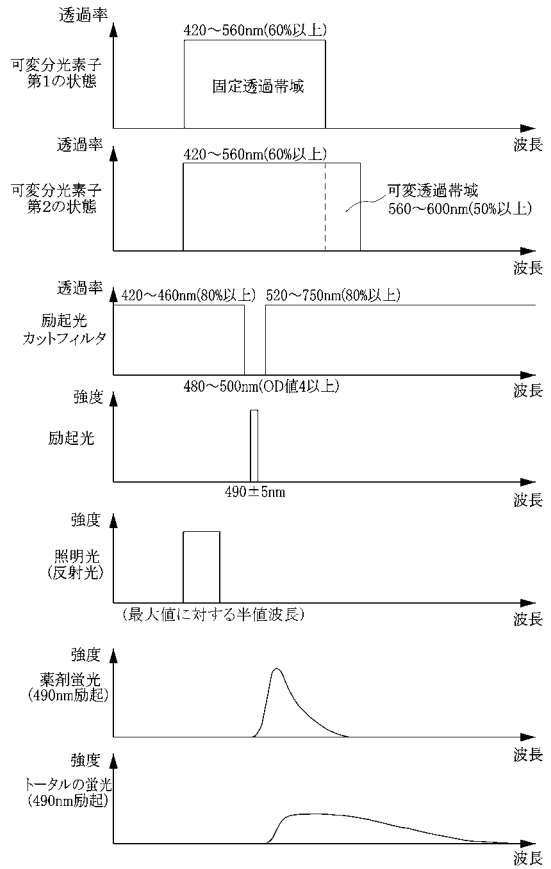 透過率
420～560nm(60%以上)
可変分光素子
第1の状態
固定透過帯域
波長
透過率
420～560nm(60%以上)
可変分光素子
第2の状態
可変透過帯域
560～600nm(50%以上)
波長
透過率
420～460nm(80%以上) 520～750nm(80%以上)
励起光
カットフィルタ
波長
480～500nm(OD値4以上)
強度
励起光
490±5nm
波長
強度
照明光
(反射光)
(最大値に対する半値波長)
波長
強度
薬剤蛍光
(490nm励起)
波長
強度
トータルの蛍光
(490nm励起)
波長